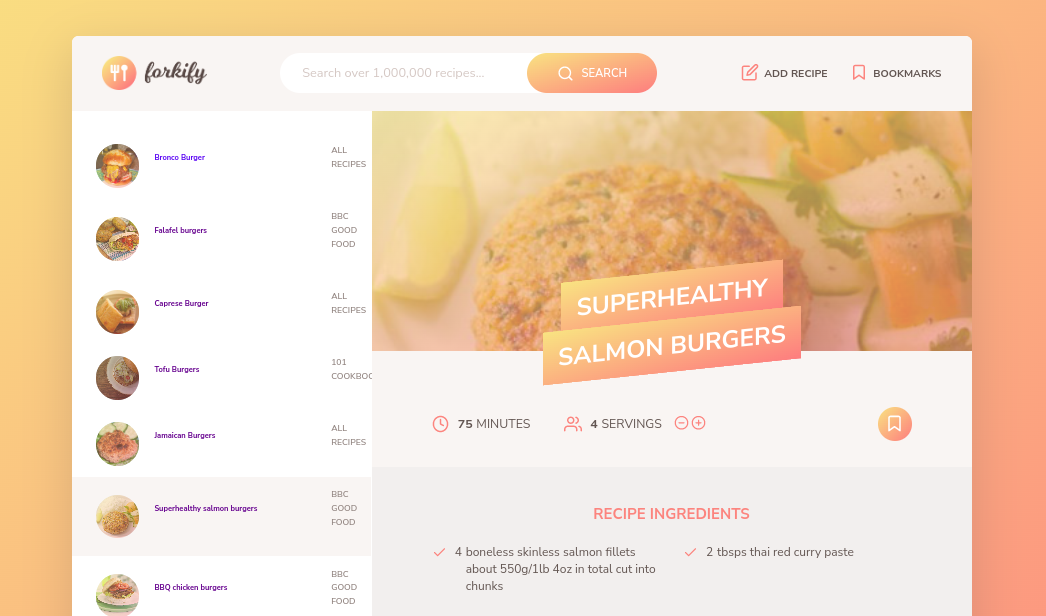 forkify
Search over 1,000,000 recipes...
SEARCH
ADD RECIPE
BOOKMARKS
Bronco Burger
ALL
RECIPES
Falafel burgers
BBC
GOOD
FOOD
Caprese Burger
ALL
RECIPES
Tofu Burgers
101
COOKBOO
Jamaican Burgers
ALL
RECIPES
Superhealthy salmon burgers
BBC
GOOD
FOOD
BBQ chicken burgers
BBC
GOOD
FOOD
SUPERHEALTHY
SALMON BURGERS
75 MINUTES
4 SERVINGS
RECIPE INGREDIENTS
4 boneless skinless salmon fillets
about 550g/1lb 4oz in total cut into
chunks
2 tbsps thai red curry paste